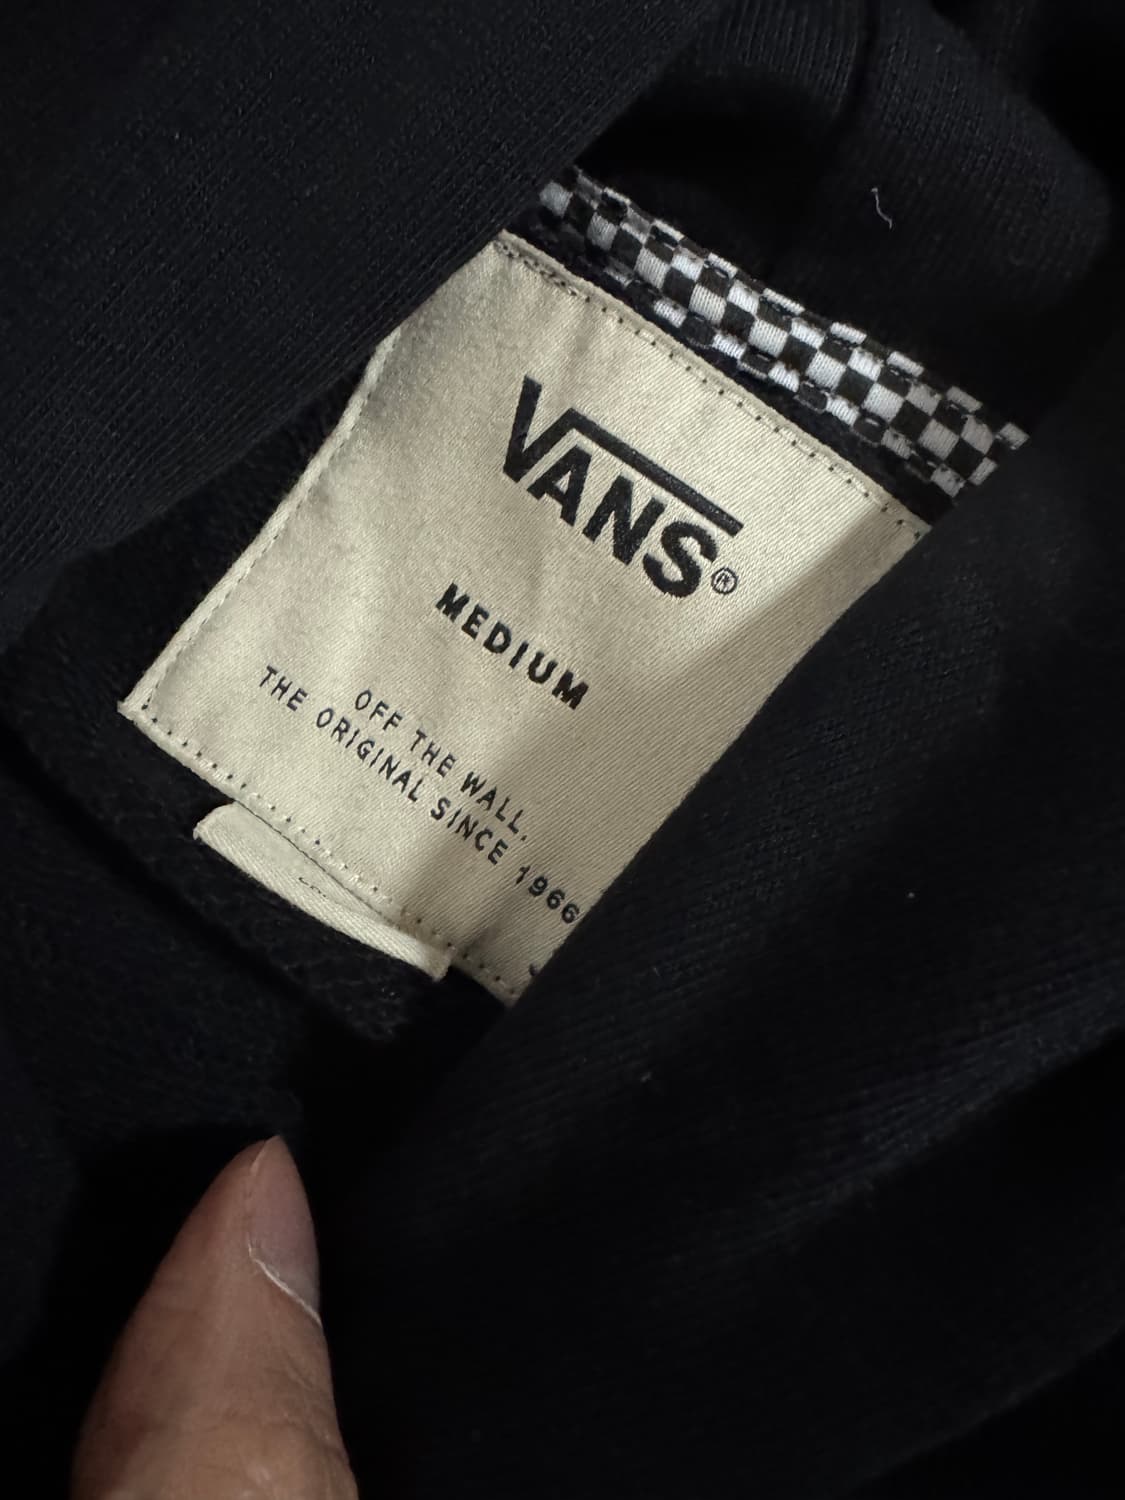 VANS®
MEDIUM
OFF THE WALL,
THE ORIGINAL SINCE 1966